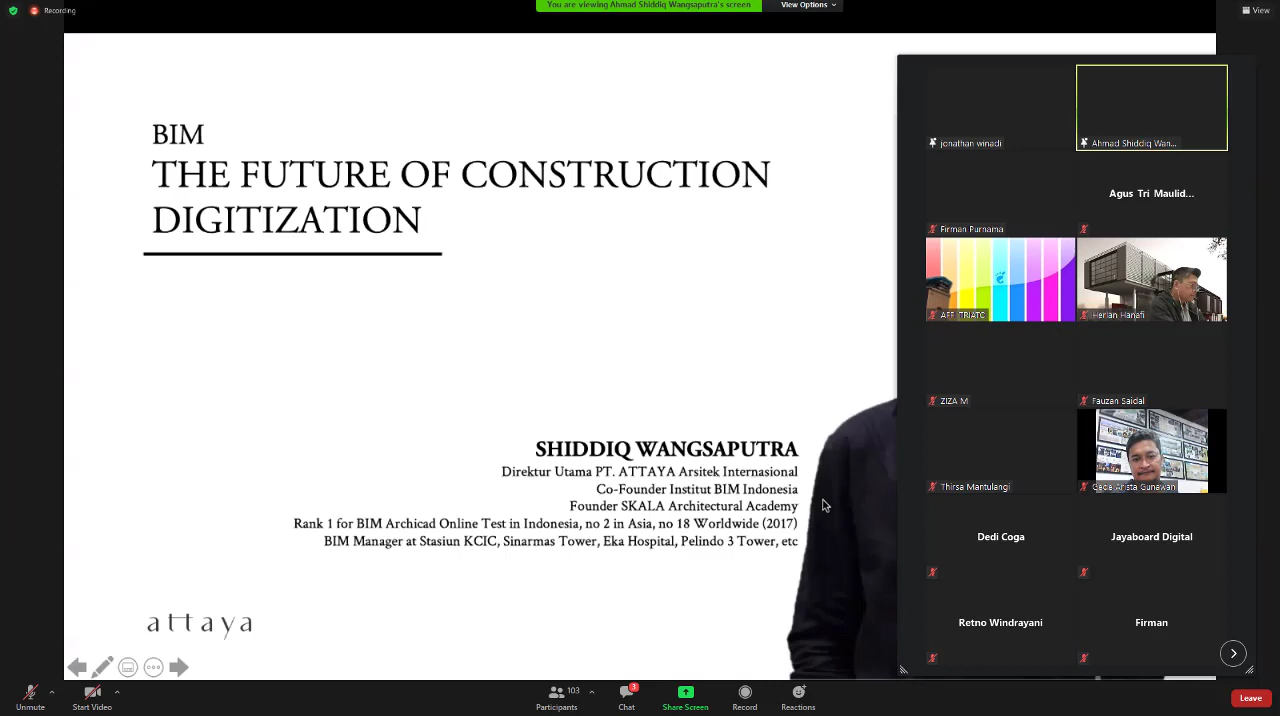 Recording
You are viewing Ahmad Shiddiq Wangsaputra's screen
View Options
View
BIM
THE FUTURE OF CONSTRUCTION
DIGITIZATION
SHIDDIQ WANGSAPUTRA
Direktur Utama PT. ATTAYA Arsitek Internasional
Co-Founder Institut BIM Indonesia
Founder SKALA Architectural Academy
Rank 1 for BIM Archicad Online Test in Indonesia, no 2 in Asia, no 18 Worldwide (2017)
BIM Manager at Stasiun KCIC, Sinarmas Tower, Eka Hospital, Pelindo 3 Tower, etc
attaya
jonathan winadi
Ahmad Shiddiq Wan...
Agus Tri Maulid...
Firman Purnama
AFFI TRIATC
Herlan Hanafi
ZIZA M
Fauzan Saidal
Thirsa Mantulangi
Gede Arista Gunawan
Dedi Coga
Jayaboard Digital
Retno Windrayani
Firman
Unmute
Start Video
103
Participants
3
Chat
Share Screen
Record
Reactions
Leave